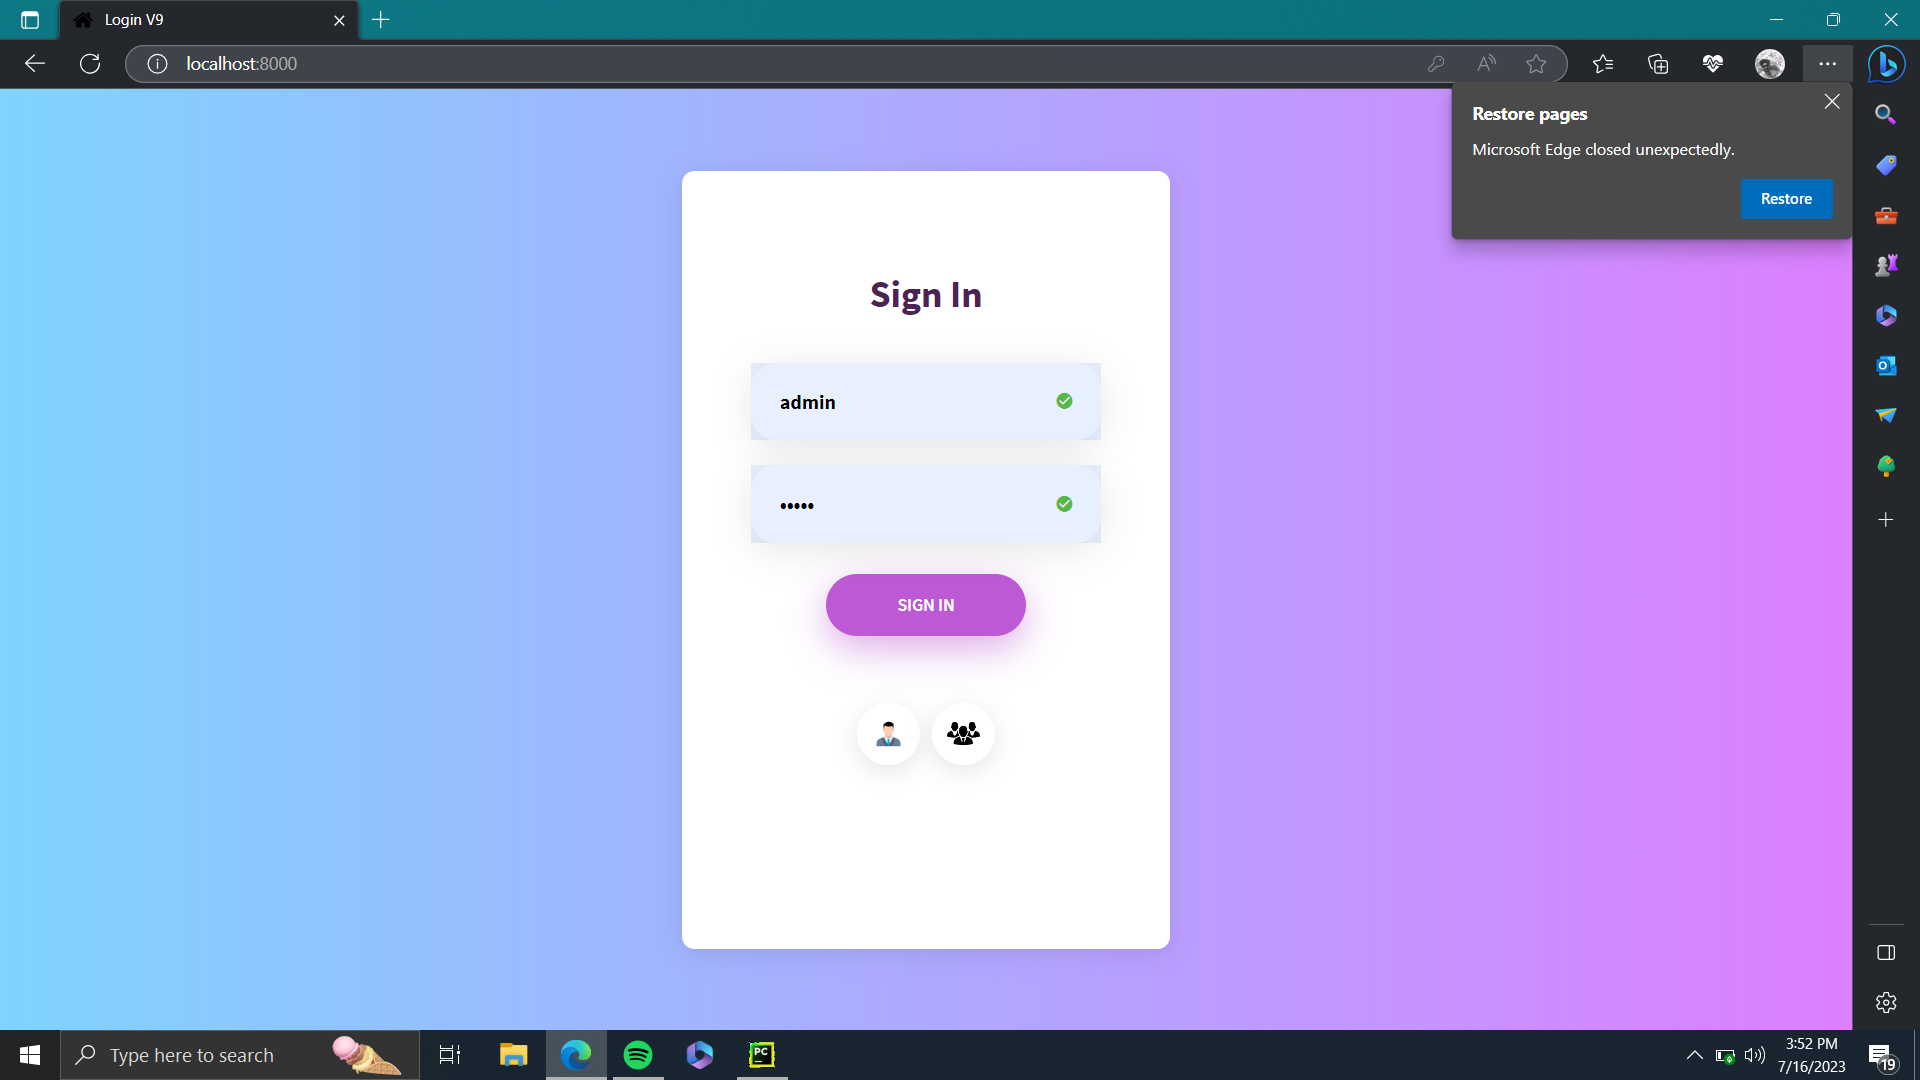 Login V9
localhost:8000
Restore pages
Microsoft Edge closed unexpectedly.
Restore
Sign In
admin
•••••
SIGN IN
Type here to search
PC
3:52 PM
7/16/2023
19